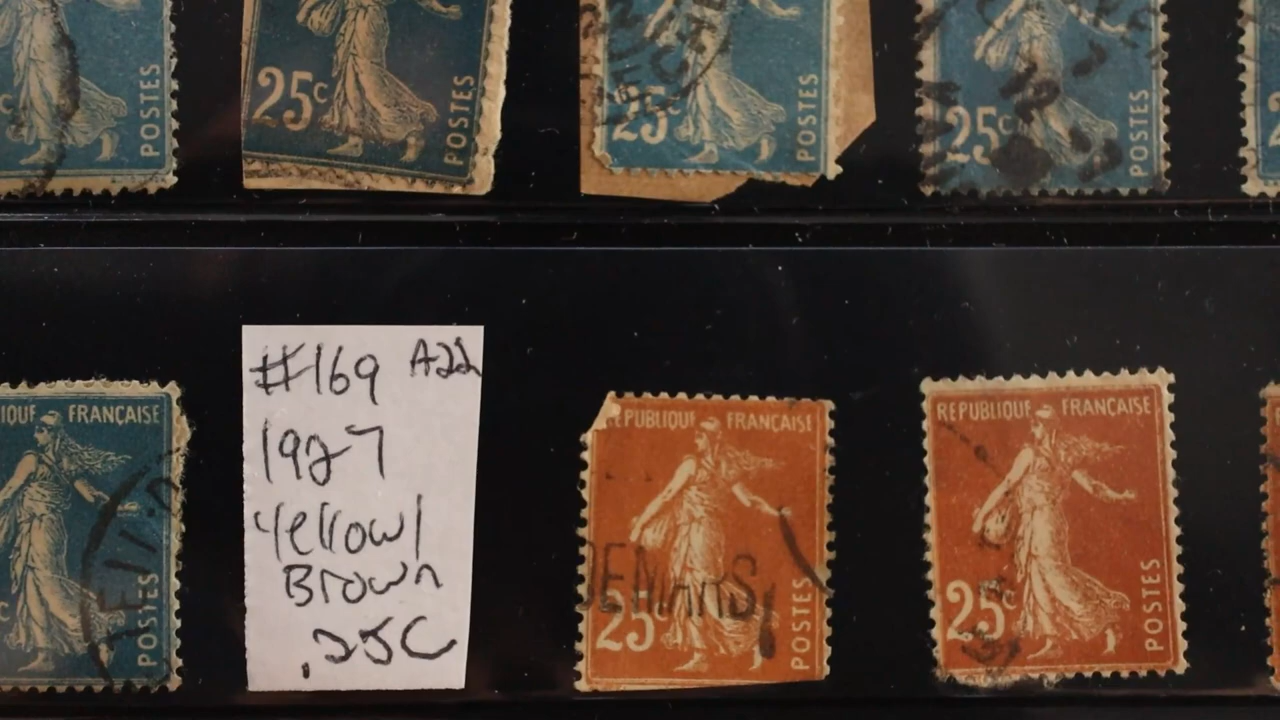 POSTES
25c
POSTES
25c
POSTES
25c
POSTES
FRANÇAISE
POSTES
#169 A22
1927
Yellow/
Brown
.25C
REPUBLIQUE FRANÇAISE
25c
POSTES
REPUBLIQUE FRANÇAISE
25c
POSTES